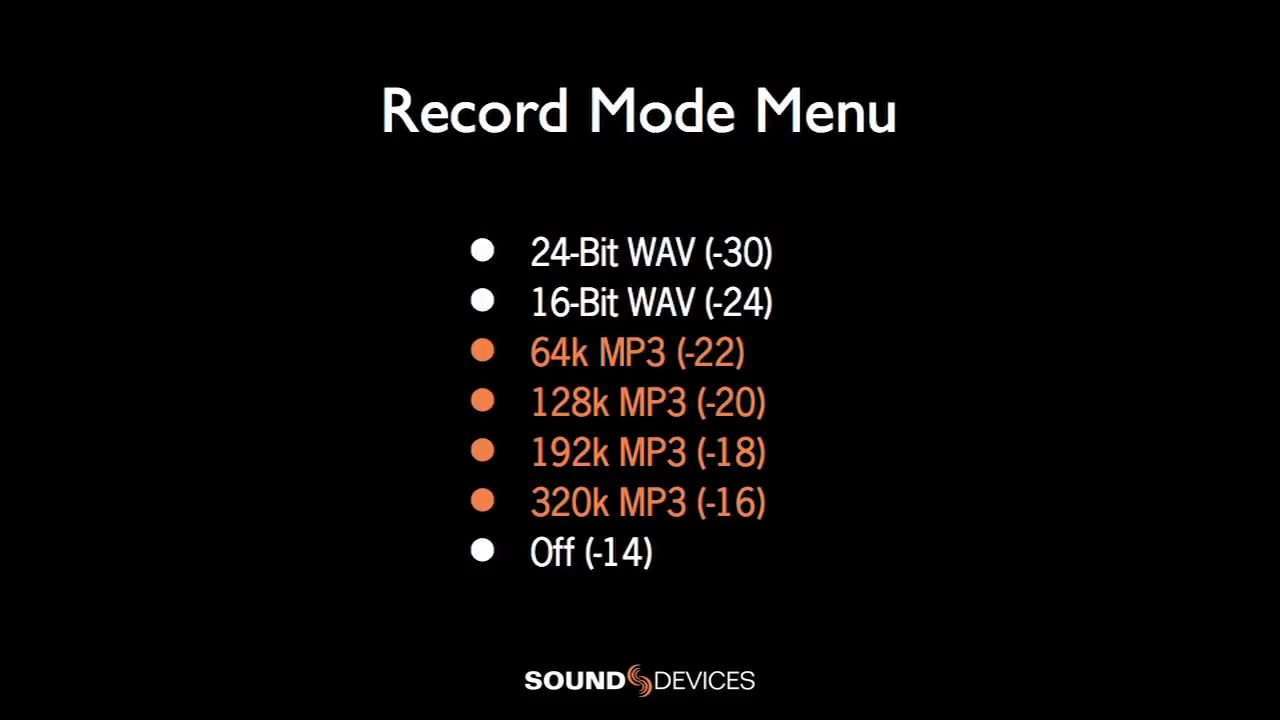 Record Mode Menu
● 24-Bit WAV (-30)
● 16-Bit WAV (-24)
● 64k MP3 (-22)
● 128k MP3 (-20)
● 192k MP3 (-18)
● 320k MP3 (-16)
● Off (-14)
SOUND DEVICES